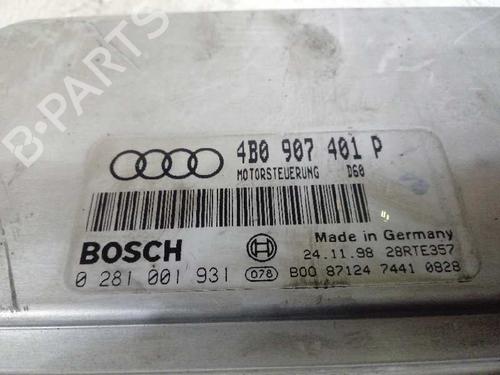 B-PARTS
4B0 907 401 P
MOTORSTEUERUNG D60
Made in Germany
BOSCH
24.11.98 28RTE357
0 281 001 931 078 B00 87124 7441 0828